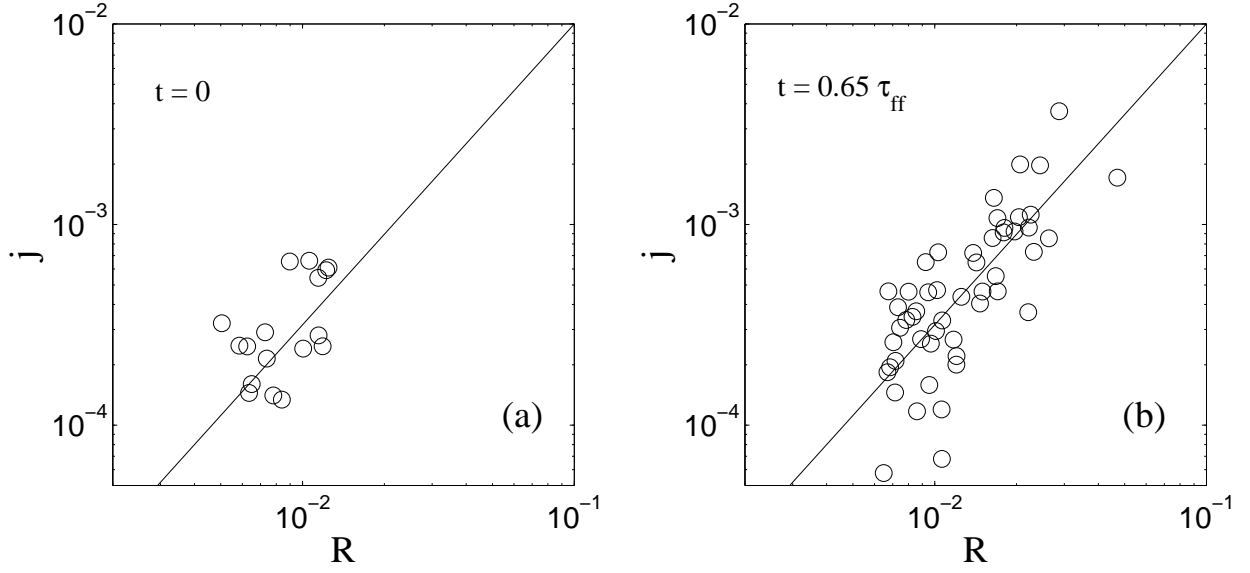 10⁻²
t = 0
10⁻³
j
10⁻⁴
(a)
10⁻² 10⁻¹
R
10⁻²
t = 0.65 τ_ff
10⁻³
j
10⁻⁴
(b)
10⁻² 10⁻¹
R